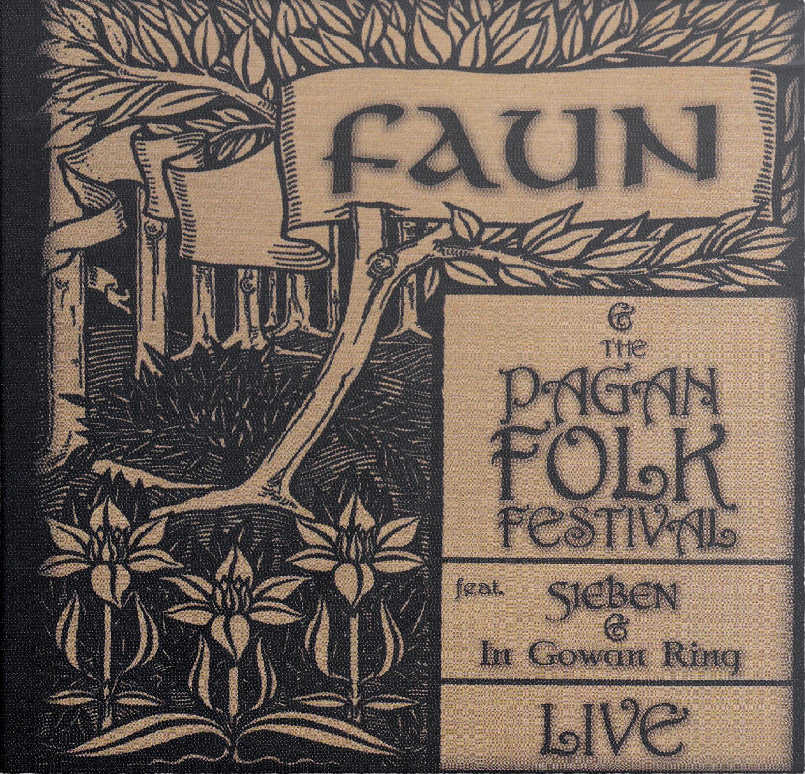 FAUN
&
THE
PAGAN
FOLK
FESTIVAL
feat. SIEBEN
&
In Gowan Ring
LIVE